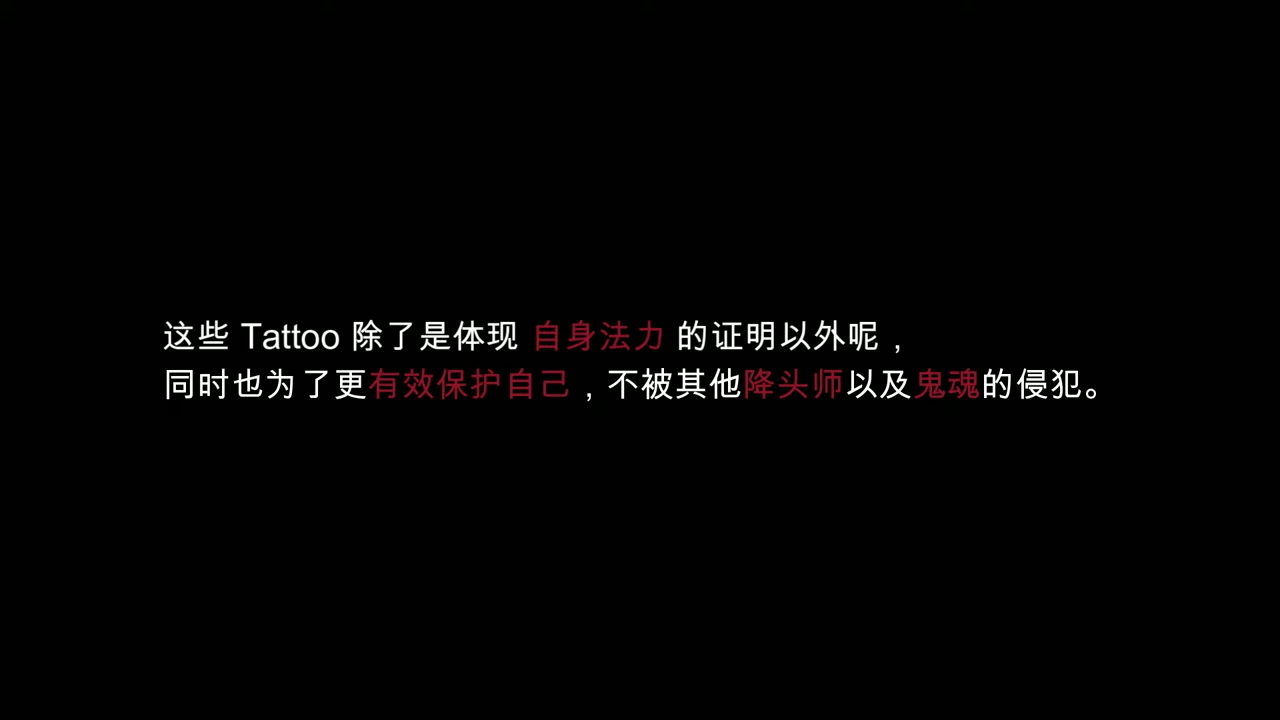 这些 Tattoo 除了是体现 自身法力 的证明以外呢，
同时也为了更有效保护自己，不被其他降头师以及鬼魂的侵犯。